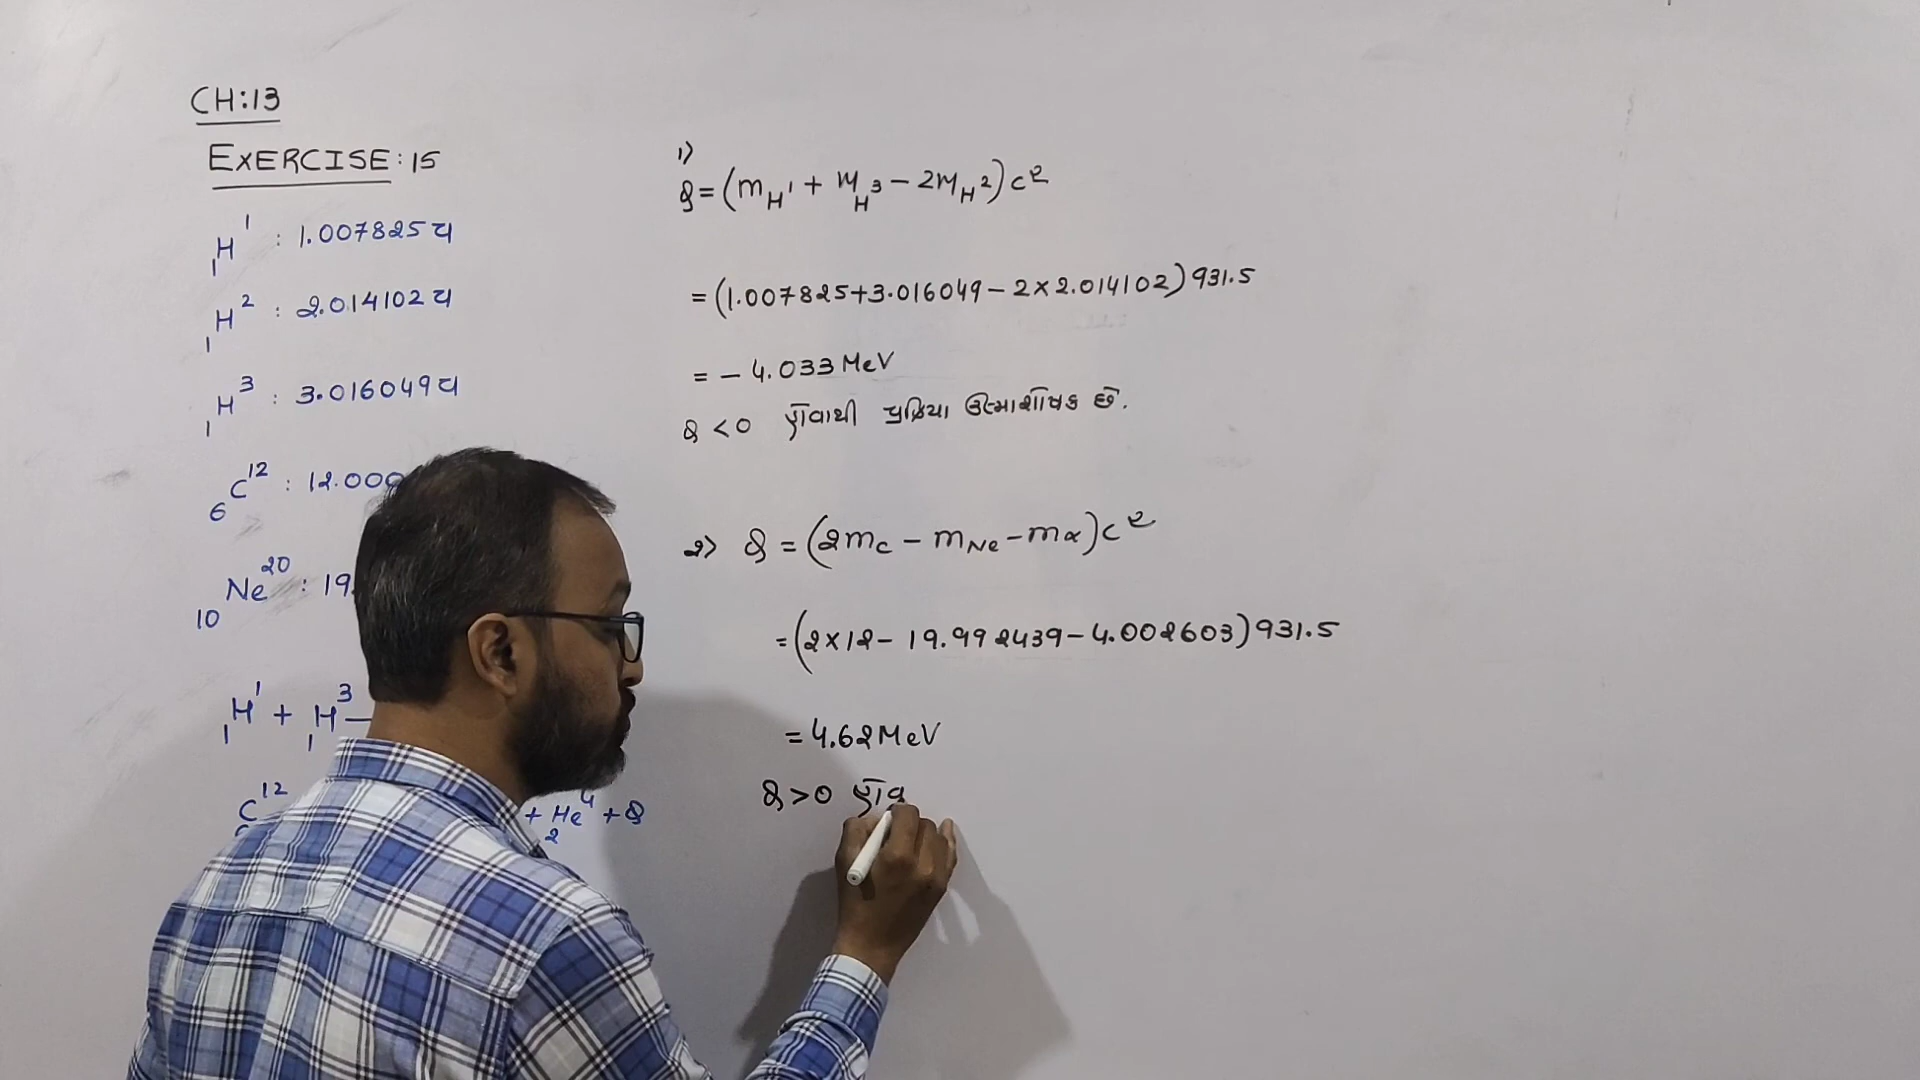 CH:13
EXERCISE:15
₁H¹ : 1.007825 u
₁H² : 2.014102 u
₁H³ : 3.016049 u
₆C¹² : 12.000
₁₀Ne²⁰ : 19.
₁H¹ + ₁H³ —
C¹² + ₂He⁴ + Q
1)
Q = (m_H¹ + m_H³ − 2m_H²)c²
= (1.007825+3.016049−2×2.014102)931.5
= − 4.033 MeV
Q < 0 હોવાથી પ્રક્રિયા ઉષ્માશોષક છે.
2) Q = (2m_C − m_Ne − m_α)c²
= (2×12− 19.992439−4.002603)931.5
= 4.62 MeV
Q > 0 હોવ